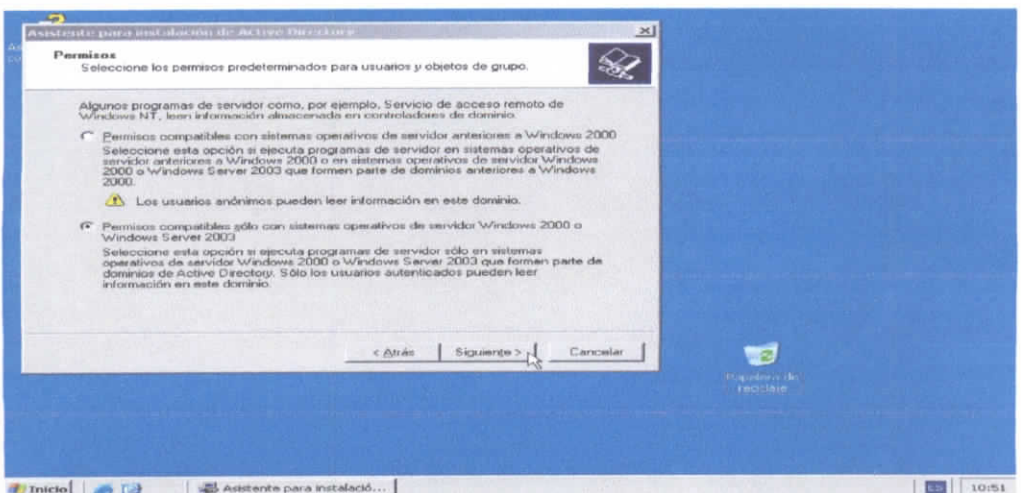 Asistente para instalación de Active Directory
Permisos
Seleccione los permisos predeterminados para usuarios y objetos de grupo.
Algunos programas de servidor como, por ejemplo, Servicio de acceso remoto de
Windows NT, leen información almacenada en controladores de dominio.
Permisos compatibles con sistemas operativos de servidor anteriores a Windows 2000
Seleccione esta opción si ejecuta programas de servidor en sistemas operativos de
servidor anteriores a Windows 2000 o en sistemas operativos de servidor Windows
2000 o Windows Server 2003 que formen parte de dominios anteriores a Windows
2000.
Los usuarios anónimos pueden leer información en este dominio.
Permisos compatibles sólo con sistemas operativos de servidor Windows 2000 o
Windows Server 2003
Seleccione esta opción si ejecuta programas de servidor sólo en sistemas
operativos de servidor Windows 2000 o Windows Server 2003 que formen parte de
dominios de Active Directory. Sólo los usuarios autenticados pueden leer
información en este dominio.
< Atrás Siguiente > Cancelar
Papelera de
reciclaje
Inicio Asistente para instalació... ES 10:51